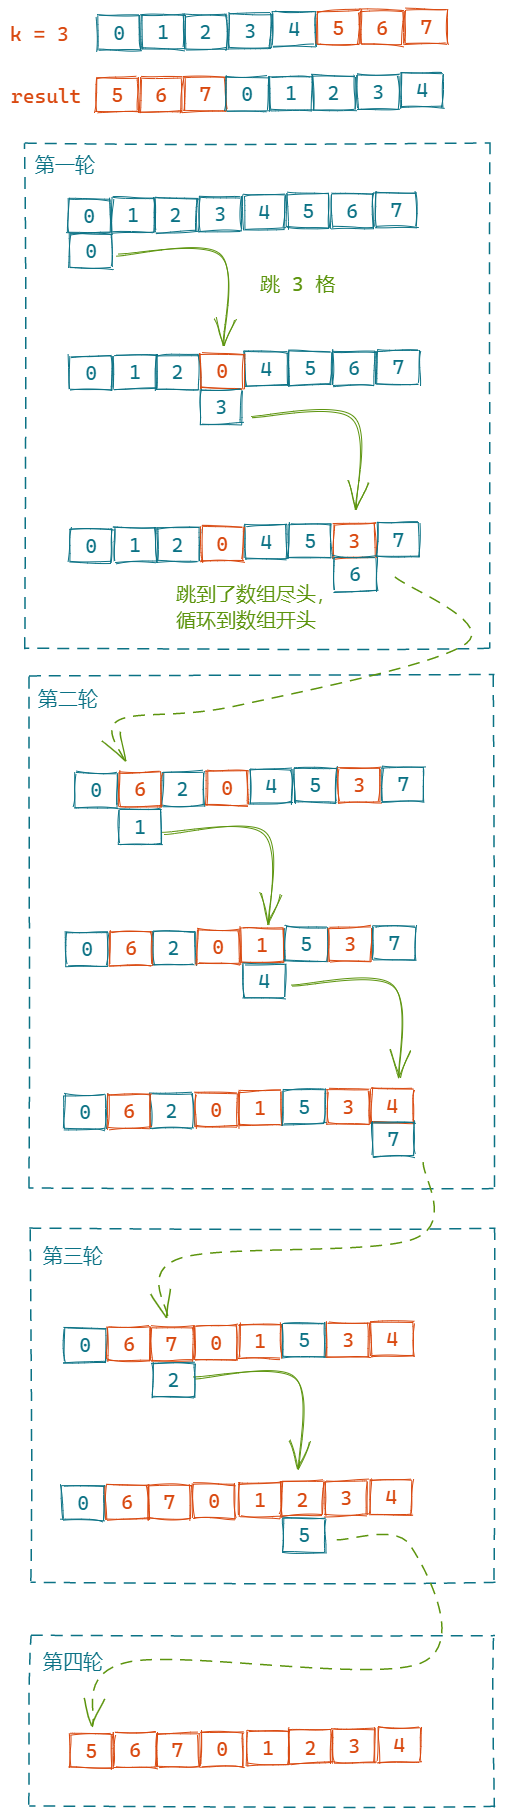 k = 3 0 1 2 3 4 5 6 7
result 5 6 7 0 1 2 3 4
第一轮
0 1 2 3 4 5 6 7
0
跳 3 格
0 1 2 0 4 5 6 7
3
0 1 2 0 4 5 3 7
6
跳到了数组尽头,
循环到数组开头
第二轮
0 6 2 0 4 5 3 7
1
0 6 2 0 1 5 3 7
4
0 6 2 0 1 5 3 4
7
第三轮
0 6 7 0 1 5 3 4
2
0 6 7 0 1 2 3 4
5
第四轮
5 6 7 0 1 2 3 4